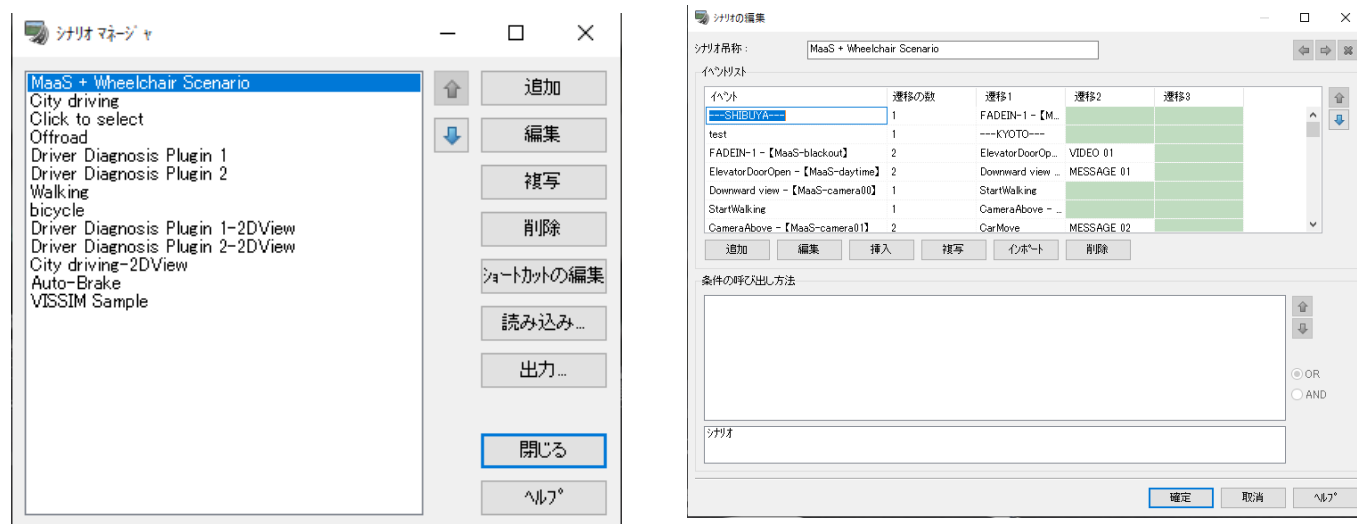 シナリオ マネージャ
MaaS + Wheelchair Scenario
City driving
Click to select
Offroad
Driver Diagnosis Plugin 1
Driver Diagnosis Plugin 2
Walking
bicycle
Driver Diagnosis Plugin 1-2DView
Driver Diagnosis Plugin 2-2DView
City driving-2DView
Auto-Brake
VISSIM Sample
追加
編集
複写
削除
ショートカットの編集
読み込み...
出力...
閉じる
ヘルプ
シナリオの編集
シナリオ名称 : MaaS + Wheelchair Scenario
イベントリスト
イベント 遷移の数 遷移1 遷移2 遷移3
---SHIBUYA--- 1 FADEIN-1 - 【M...
test 1 ---KYOTO---
FADEIN-1 - 【MaaS-blackout】 2 ElevatorDoorOp... VIDEO 01
ElevatorDoorOpen - 【MaaS-daytime】 2 Downward view ... MESSAGE 01
Downward view - 【MaaS-camera00】 1 StartWalking
StartWalking 1 CameraAbove - ...
CameraAbove - 【MaaS-camera01】 2 CarMove MESSAGE 02
追加 編集 挿入 複写 インポート 削除
条件の呼び出し方法
OR
AND
シナリオ
確定 取消 ヘルプ